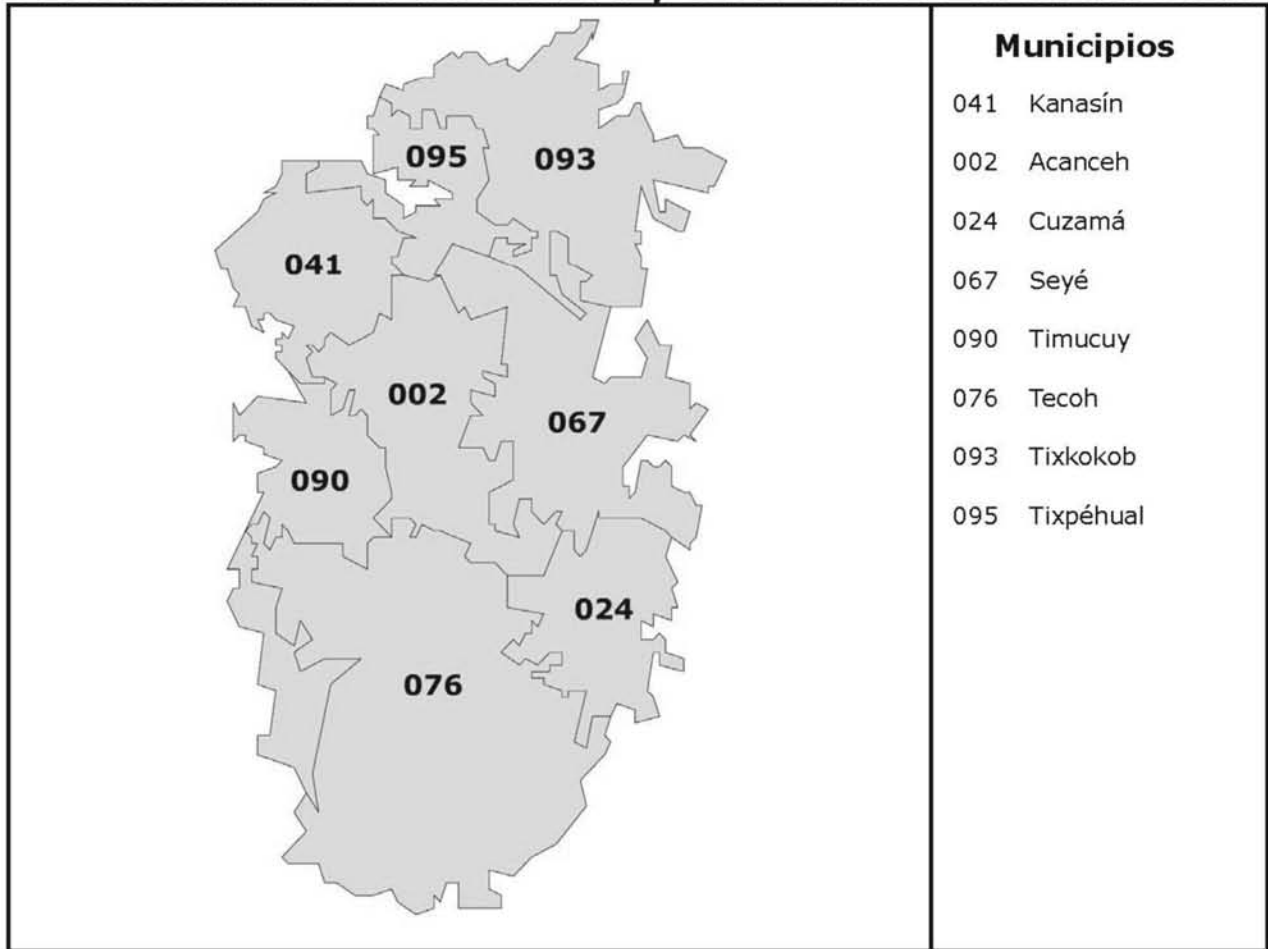 Municipios
041 Kanasín
002 Acanceh
024 Cuzamá
067 Seyé
090 Timucuy
076 Tecoh
093 Tixkokob
095 Tixpéhual
095
093
041
002
067
090
024
076